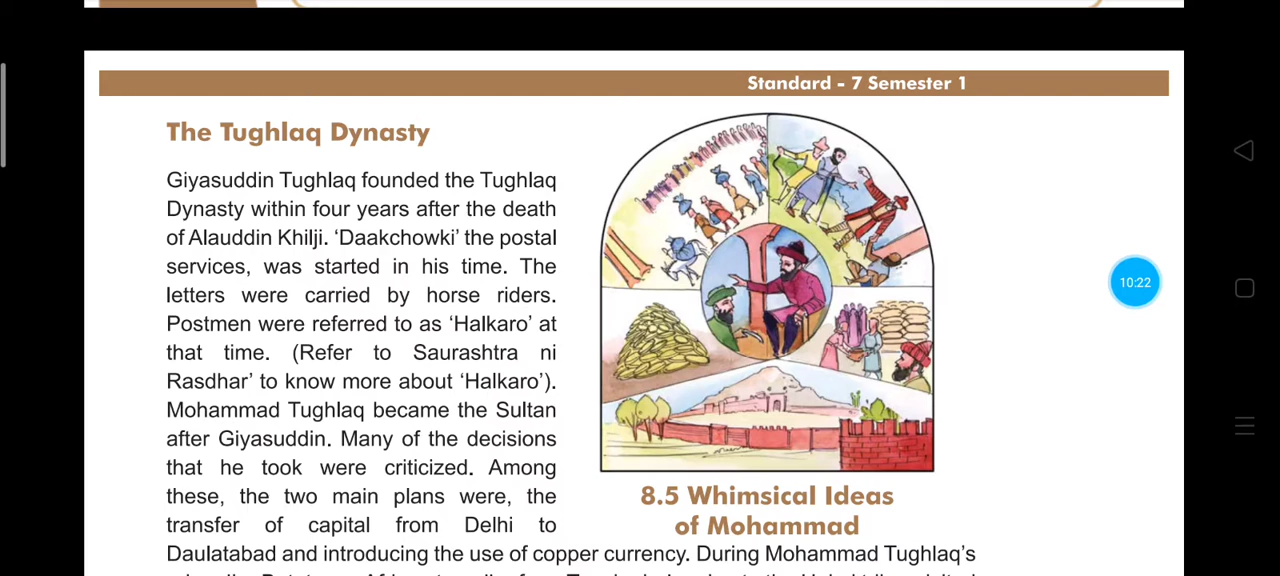 Standard - 7 Semester 1
The Tughlaq Dynasty
Giyasuddin Tughlaq founded the Tughlaq
Dynasty within four years after the death
of Alauddin Khilji. ‘Daakchowki’ the postal
services, was started in his time. The
letters were carried by horse riders.
Postmen were referred to as ‘Halkaro’ at
that time. (Refer to Saurashtra ni
Rasdhar’ to know more about ‘Halkaro’).
Mohammad Tughlaq became the Sultan
after Giyasuddin. Many of the decisions
that he took were criticized. Among
these, the two main plans were, the
transfer of capital from Delhi to
Daulatabad and introducing the use of copper currency. During Mohammad Tughlaq’s
8.5 Whimsical Ideas
of Mohammad
10:22